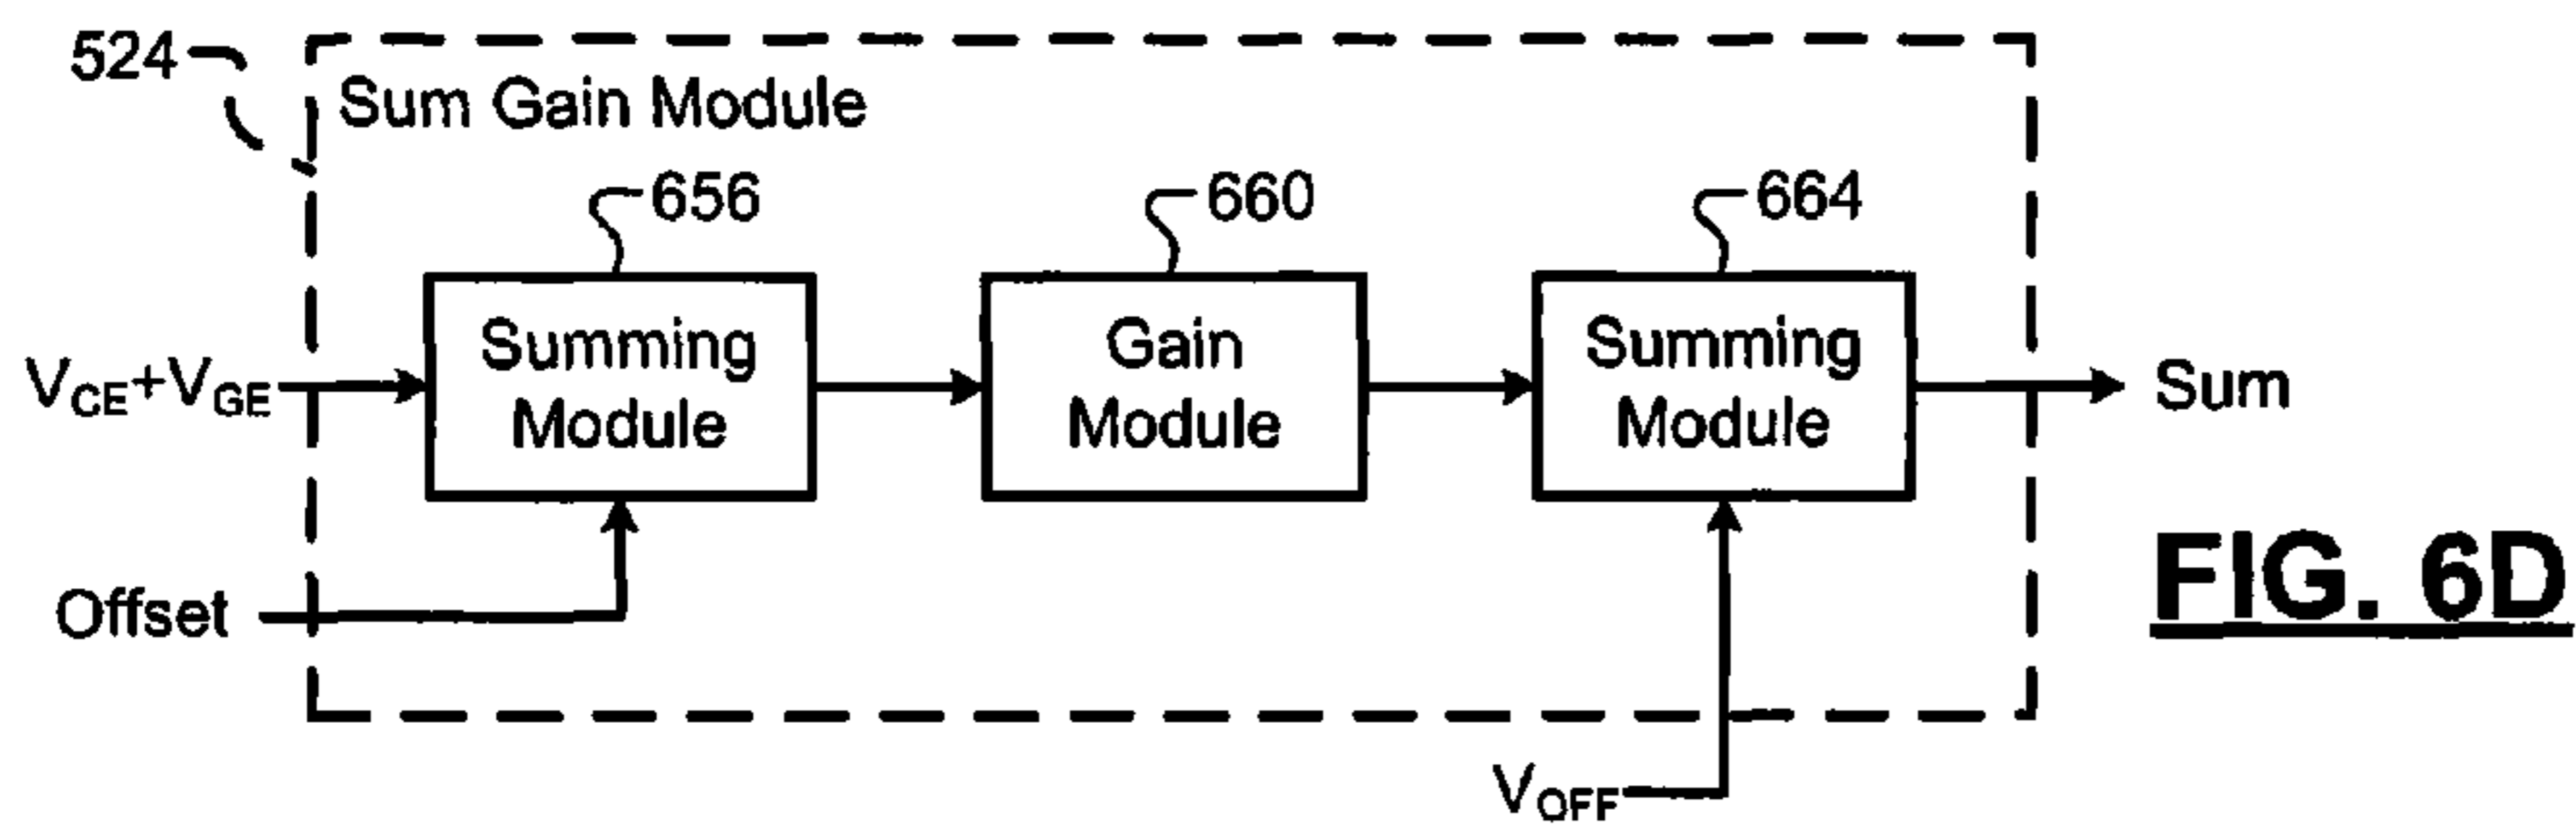 524
Sum Gain Module
656
660
664
Summing
Module
Gain
Module
Summing
Module
VCE+VGE
Sum
Offset
VOFF
FIG. 6D